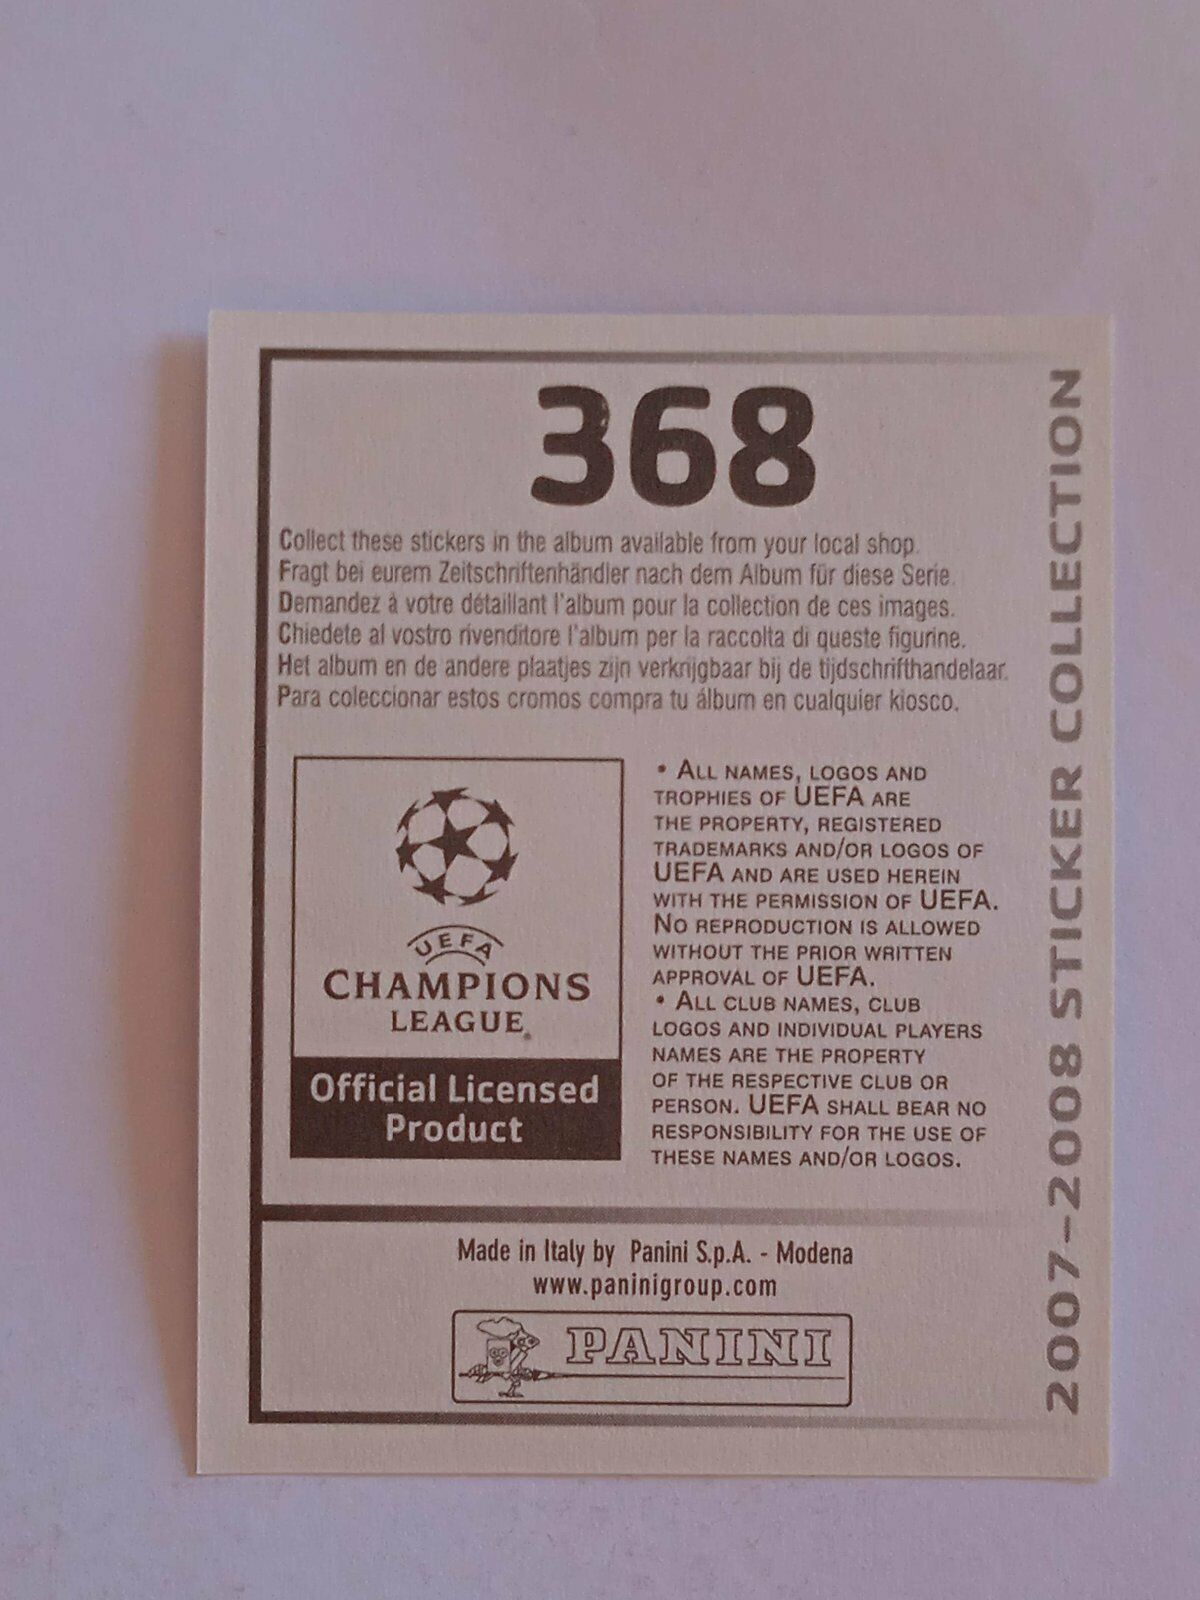 368
Collect these stickers in the album available from your local shop.
Fragt bei eurem Zeitschriftenhändler nach dem Album für diese Serie.
Demandez à votre détaillant l'album pour la collection de ces images.
Chiedete al vostro rivenditore l'album per la raccolta di queste figurine.
Het album en de andere plaatjes zijn verkrijgbaar bij de tijdschrifthandelaar.
Para coleccionar estos cromos compra tu álbum en cualquier kiosco.
UEFA
CHAMPIONS
LEAGUE
Official Licensed
Product
• ALL NAMES, LOGOS AND
TROPHIES OF UEFA ARE
THE PROPERTY, REGISTERED
TRADEMARKS AND/OR LOGOS OF
UEFA AND ARE USED HEREIN
WITH THE PERMISSION OF UEFA.
NO REPRODUCTION IS ALLOWED
WITHOUT THE PRIOR WRITTEN
APPROVAL OF UEFA.
• ALL CLUB NAMES, CLUB
LOGOS AND INDIVIDUAL PLAYERS
NAMES ARE THE PROPERTY
OF THE RESPECTIVE CLUB OR
PERSON. UEFA SHALL BEAR NO
RESPONSIBILITY FOR THE USE OF
THESE NAMES AND/OR LOGOS.
Made in Italy by Panini S.p.A. - Modena
www.paninigroup.com
PANINI
2007-2008 STICKER COLLECTION